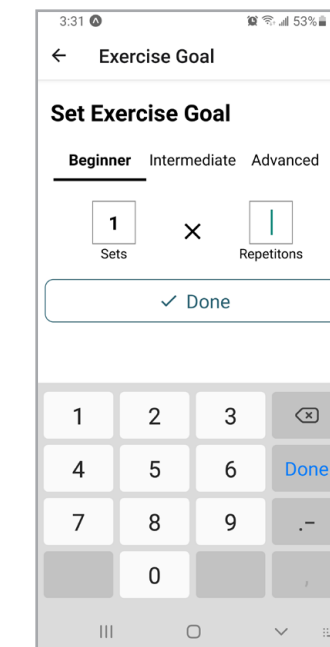 3:31 53%
Exercise Goal
Set Exercise Goal
Beginner Intermediate Advanced
1 ×
Sets Repetitons
Done
1 2 3
4 5 6 Done
7 8 9 .-
0 ,